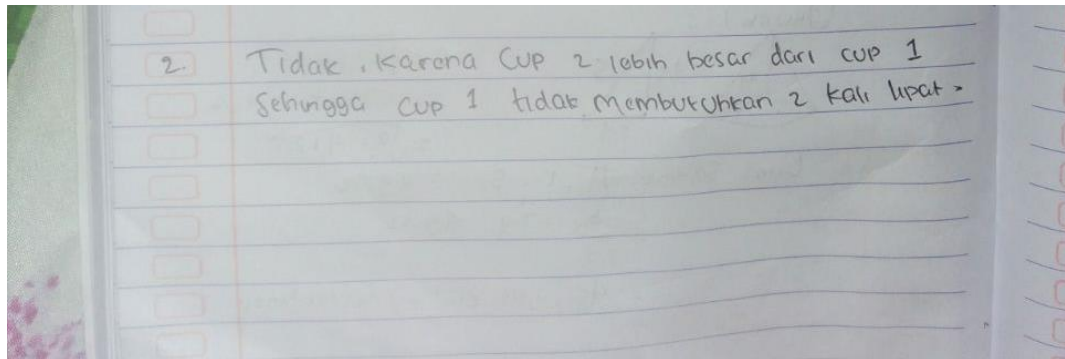 2. Tidak, Karena Cup 2 lebih besar dari cup 1
Sehingga Cup 1 tidak Membutuhkan 2 kali lipat.